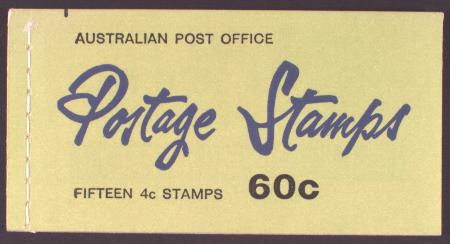 AUSTRALIAN POST OFFICE
Postage Stamps
FIFTEEN 4c STAMPS 60c